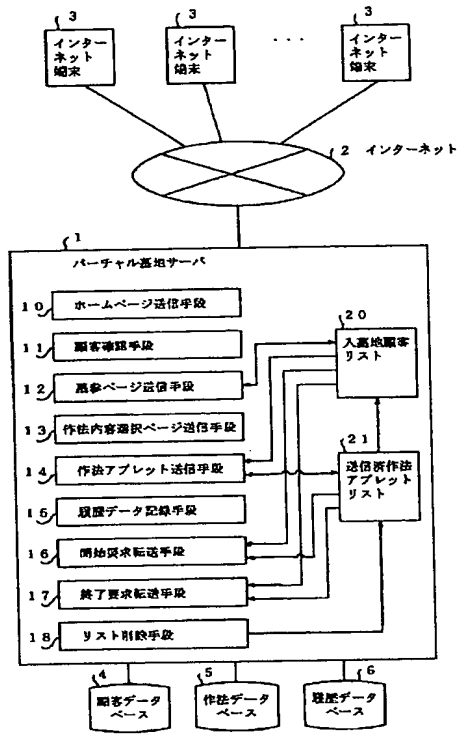 3
3
3
インター
ネット
端末
インター
ネット
端末
・・・
インター
ネット
端末
2 インターネット
1
バーチャル墓地サーバ
10 ホームページ送信手段
11 顧客確認手段
12 墓参ページ送信手段
13 作法内容選択ページ送信手段
14 作法アプレット送信手段
15 履歴データ記録手段
16 開始要求転送手段
17 終了要求転送手段
18 リスト削除手段
20
入墓地顧客
リスト
21
送信済作法
アプレット
リスト
4
顧客データ
ベース
5
作法データ
ベース
6
履歴データ
ベース